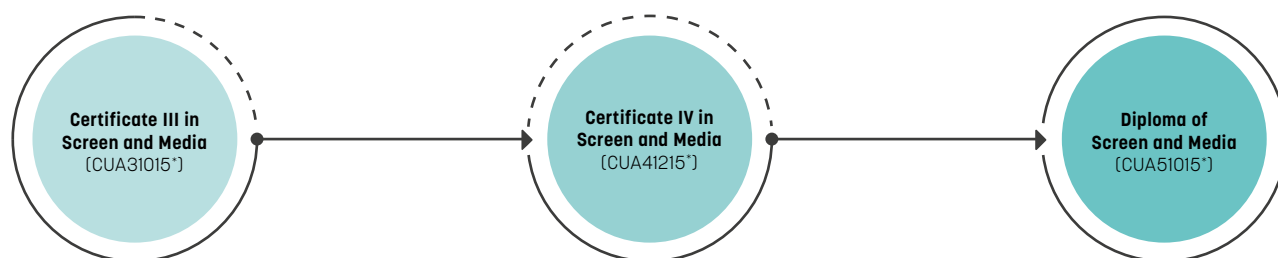 Certificate III in
Screen and Media
(CUA31015*)
Certificate IV in
Screen and Media
(CUA41215*)
Diploma of
Screen and Media
(CUA51015*)